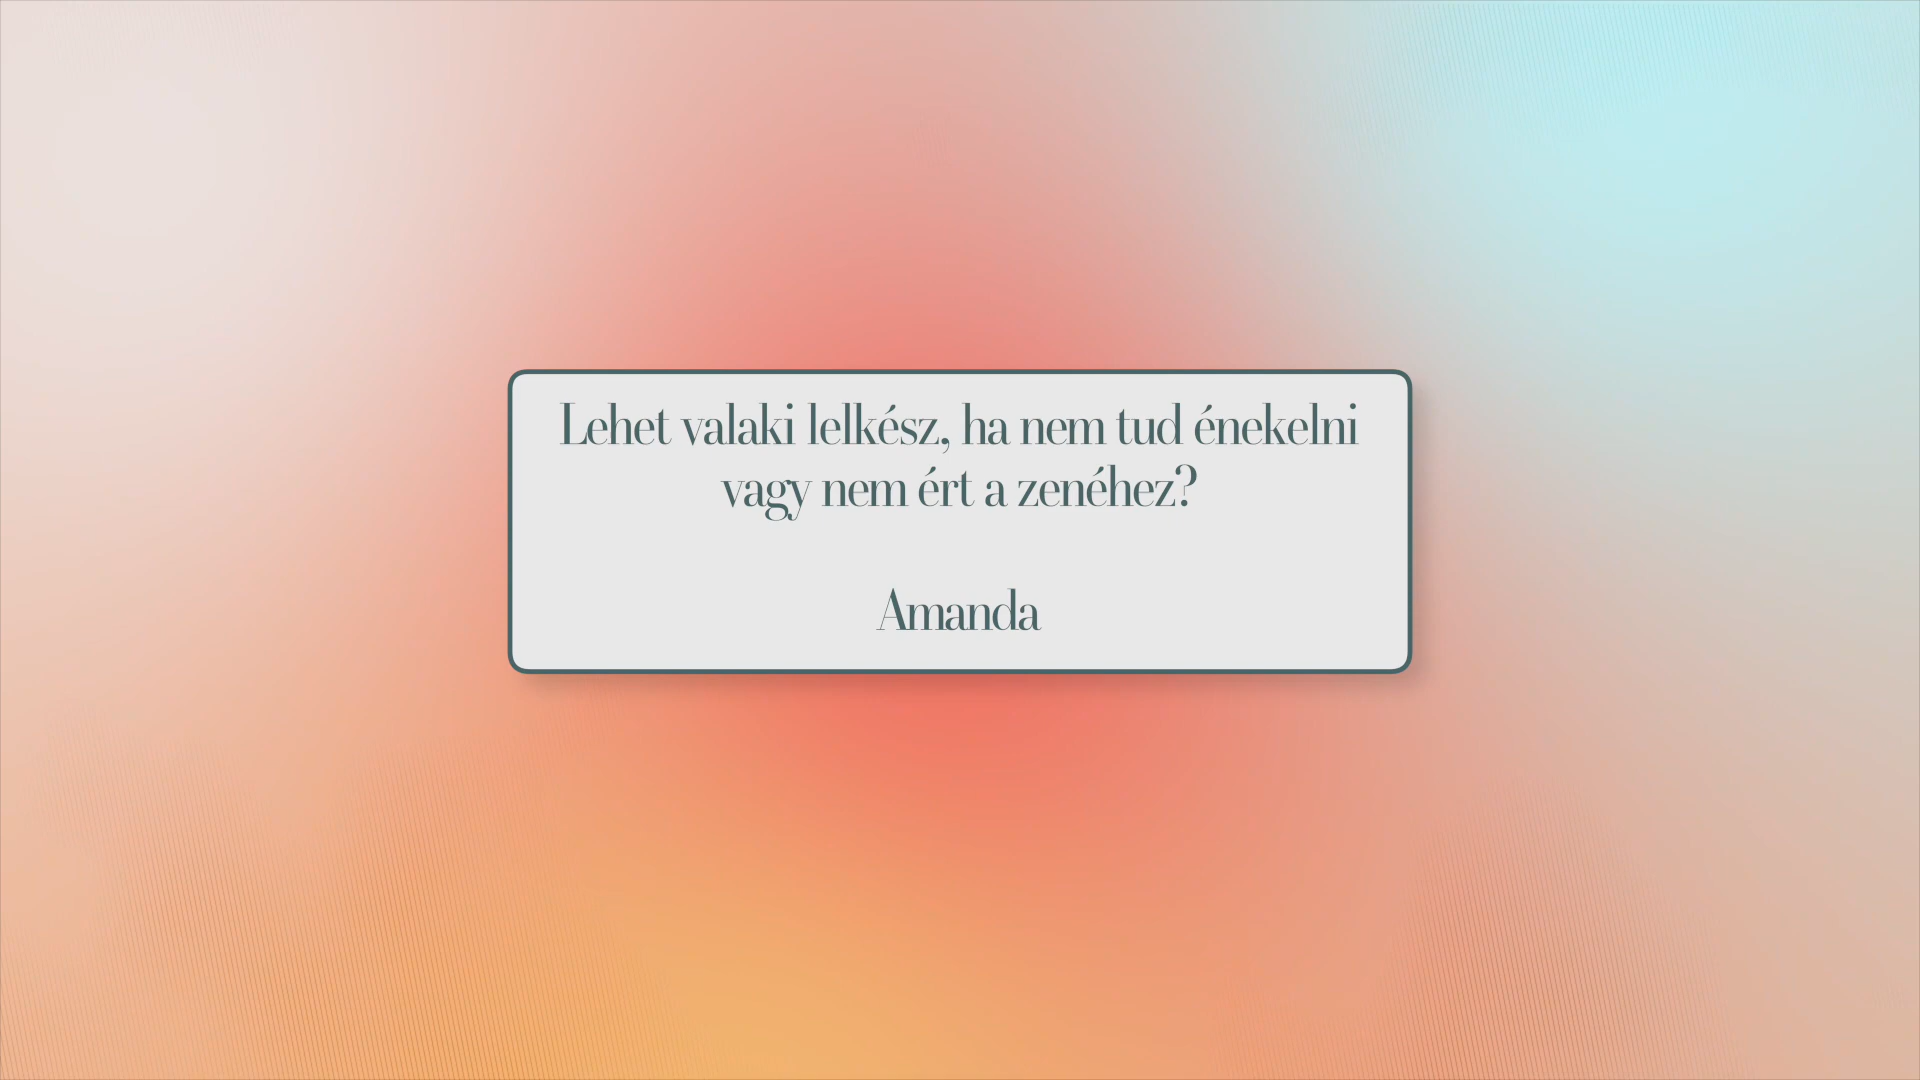 Lehet valaki lelkész, ha nem tud énekelni
vagy nem ért a zenéhez?
Amanda